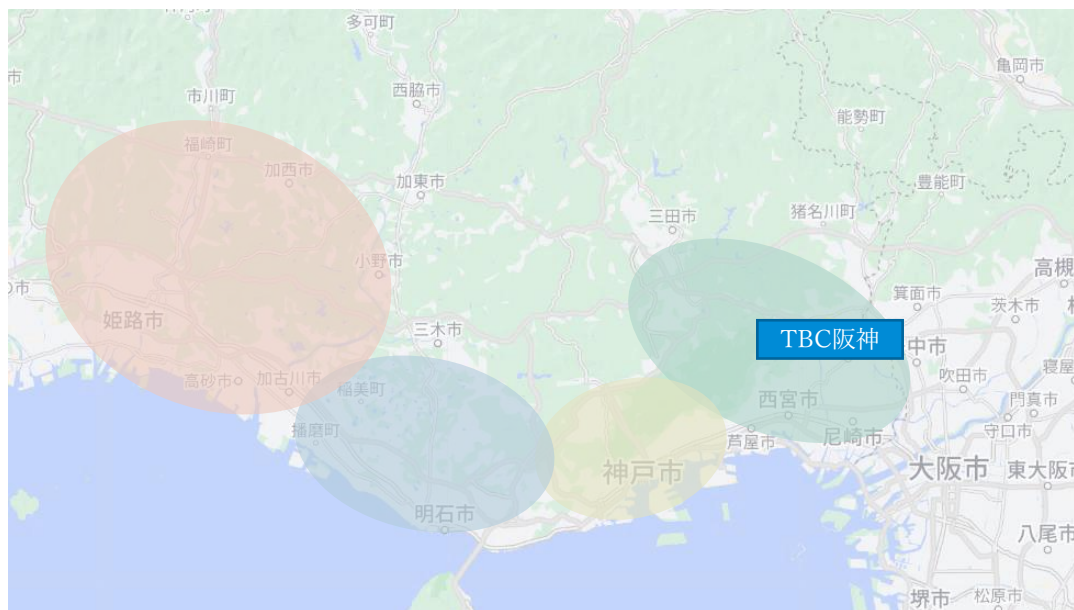 多可町
亀岡市
西脇市
市川町
能勢町
福崎町
加西市
加東市
豊能町
三田市
猪名川町
小野市
高槻
箕面市
茨木市
姫路市
三木市
TBC阪神
中市
寝屋
高砂市
加古川市
稲美町
吹田市
西宮市
門真市
播磨町
芦屋市
尼崎市
守口市
神戸市
大阪市
東大阪市
明石市
八尾市
堺市
松原市